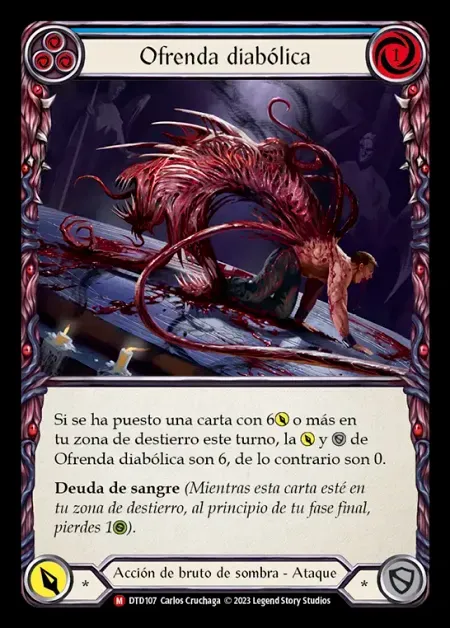 Ofrenda diabólica
1
Si se ha puesto una carta con 6 o más en
tu zona de destierro este turno, la y de
Ofrenda diabólica son 6, de lo contrario son 0.
Deuda de sangre (Mientras esta carta esté en
tu zona de destierro, al principio de tu fase final,
pierdes 1).
* Acción de bruto de sombra - Ataque *
M DTD107 Carlos Cruchaga © 2023 Legend Story Studios